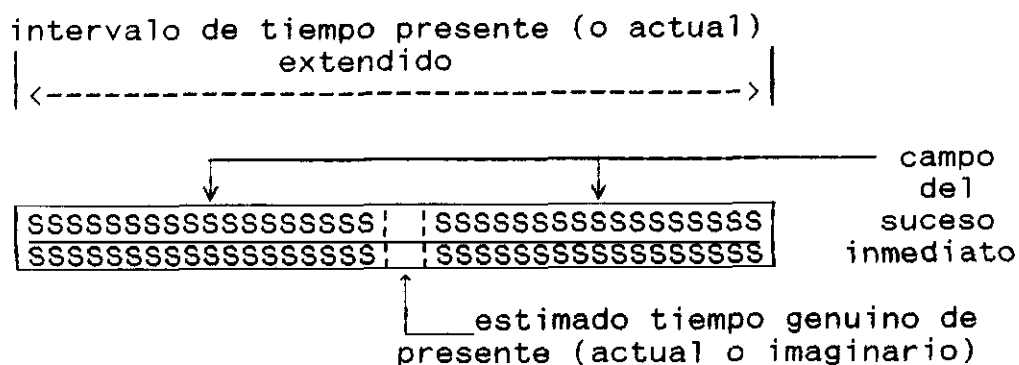 intervalo de tiempo presente (o actual)
extendido
|<------------------------------------->|
campo
del
suceso
inmediato
SSSSSSSSSSSSSSSSSS¦ ¦SSSSSSSSSSSSSSSSS
SSSSSSSSSSSSSSSSSS¦ ¦SSSSSSSSSSSSSSSSS
estimado tiempo genuino de
presente (actual o imaginario)